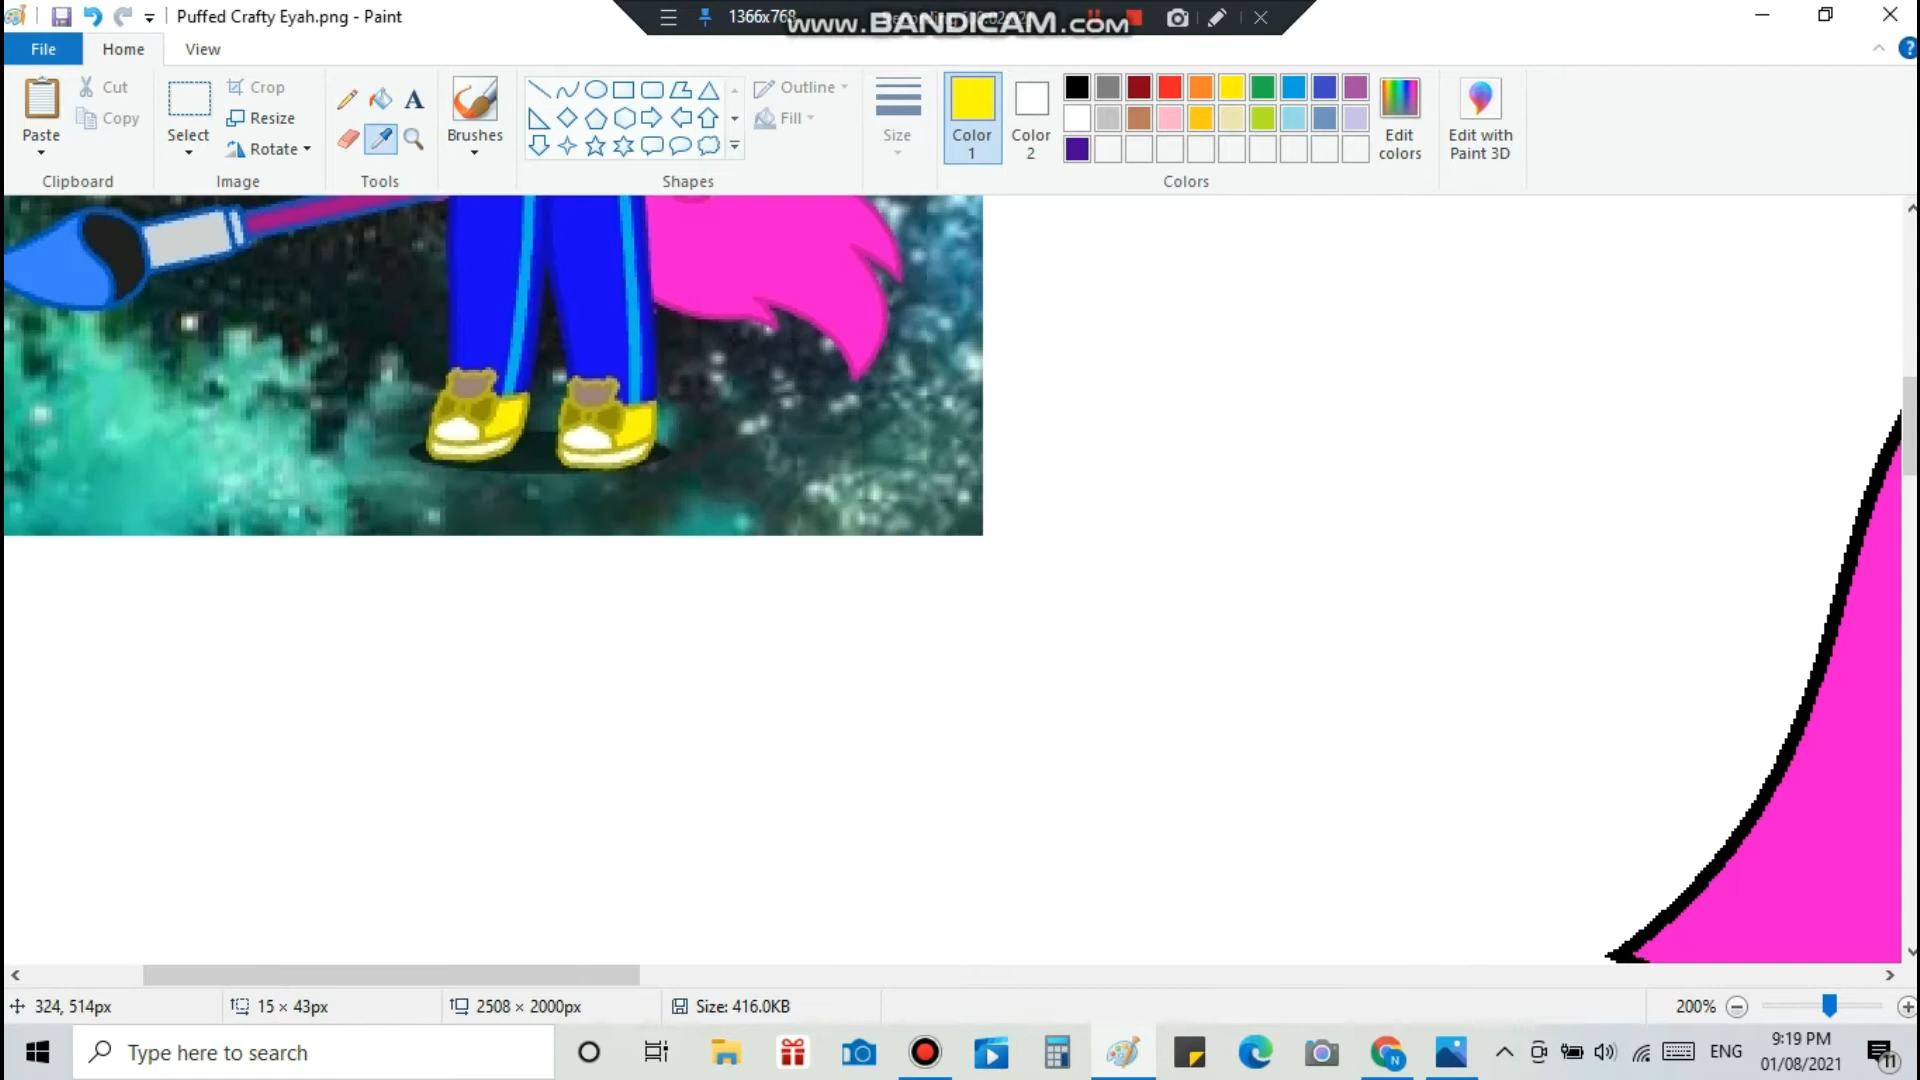 Puffed Crafty Eyah.png - Paint
1366x768
www.BANDICAM.com
File Home View
Paste
Cut
Copy
Clipboard
Select
Crop
Resize
Rotate
Image
A
Tools
Brushes
Shapes
Outline
Fill
Size
Color 1
Color 2
Edit colors
Colors
Edit with Paint 3D
324, 514px
15 × 43px
2508 × 2000px
Size: 416.0KB
200%
Type here to search
N
ENG
9:19 PM
01/08/2021
11